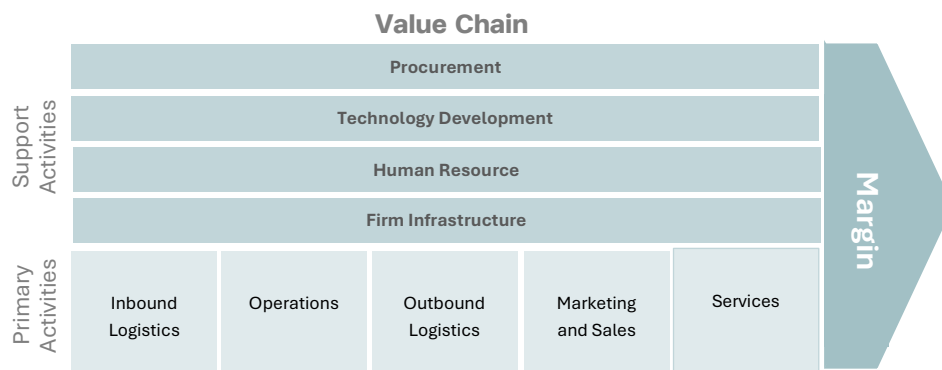 Value Chain
Support
Activities
Procurement
Technology Development
Human Resource
Firm Infrastructure
Primary
Activities
Inbound
Logistics
Operations
Outbound
Logistics
Marketing
and Sales
Services
Margin